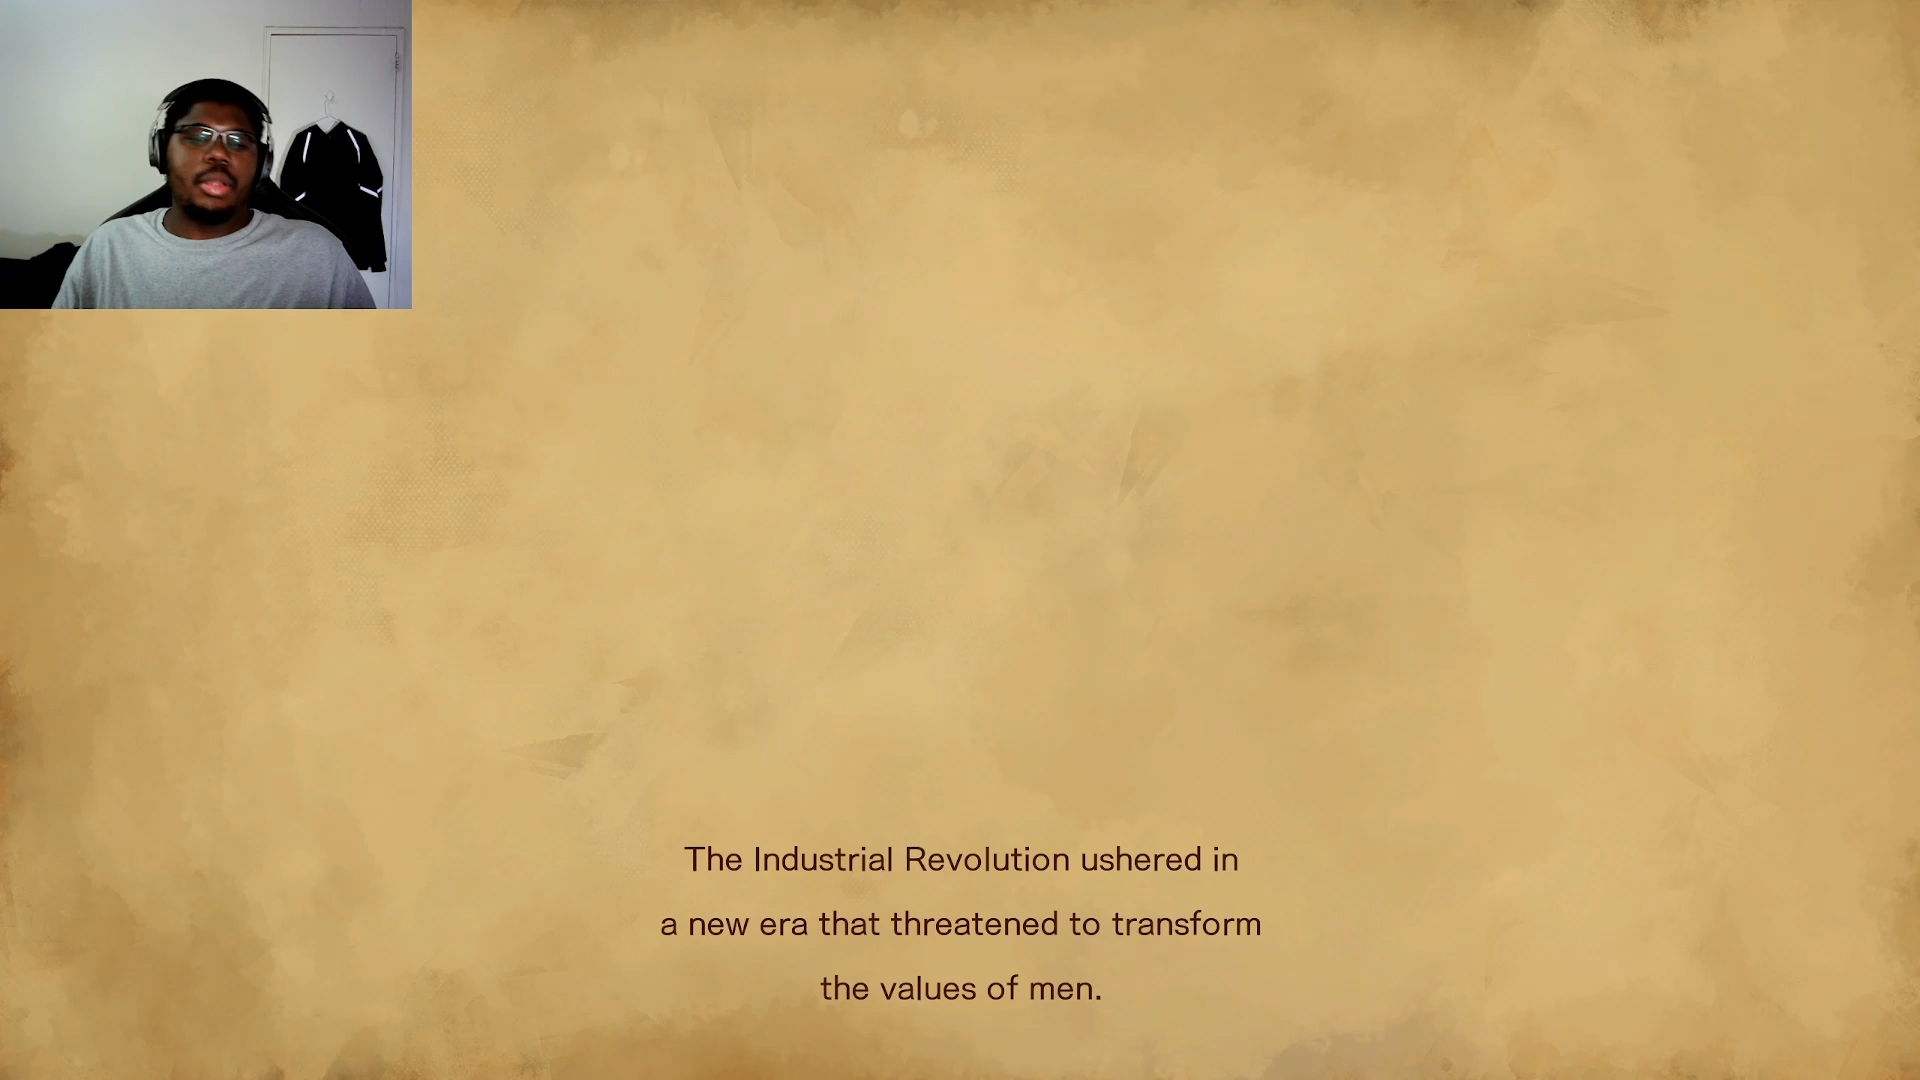 The Industrial Revolution ushered in
a new era that threatened to transform
the values of men.